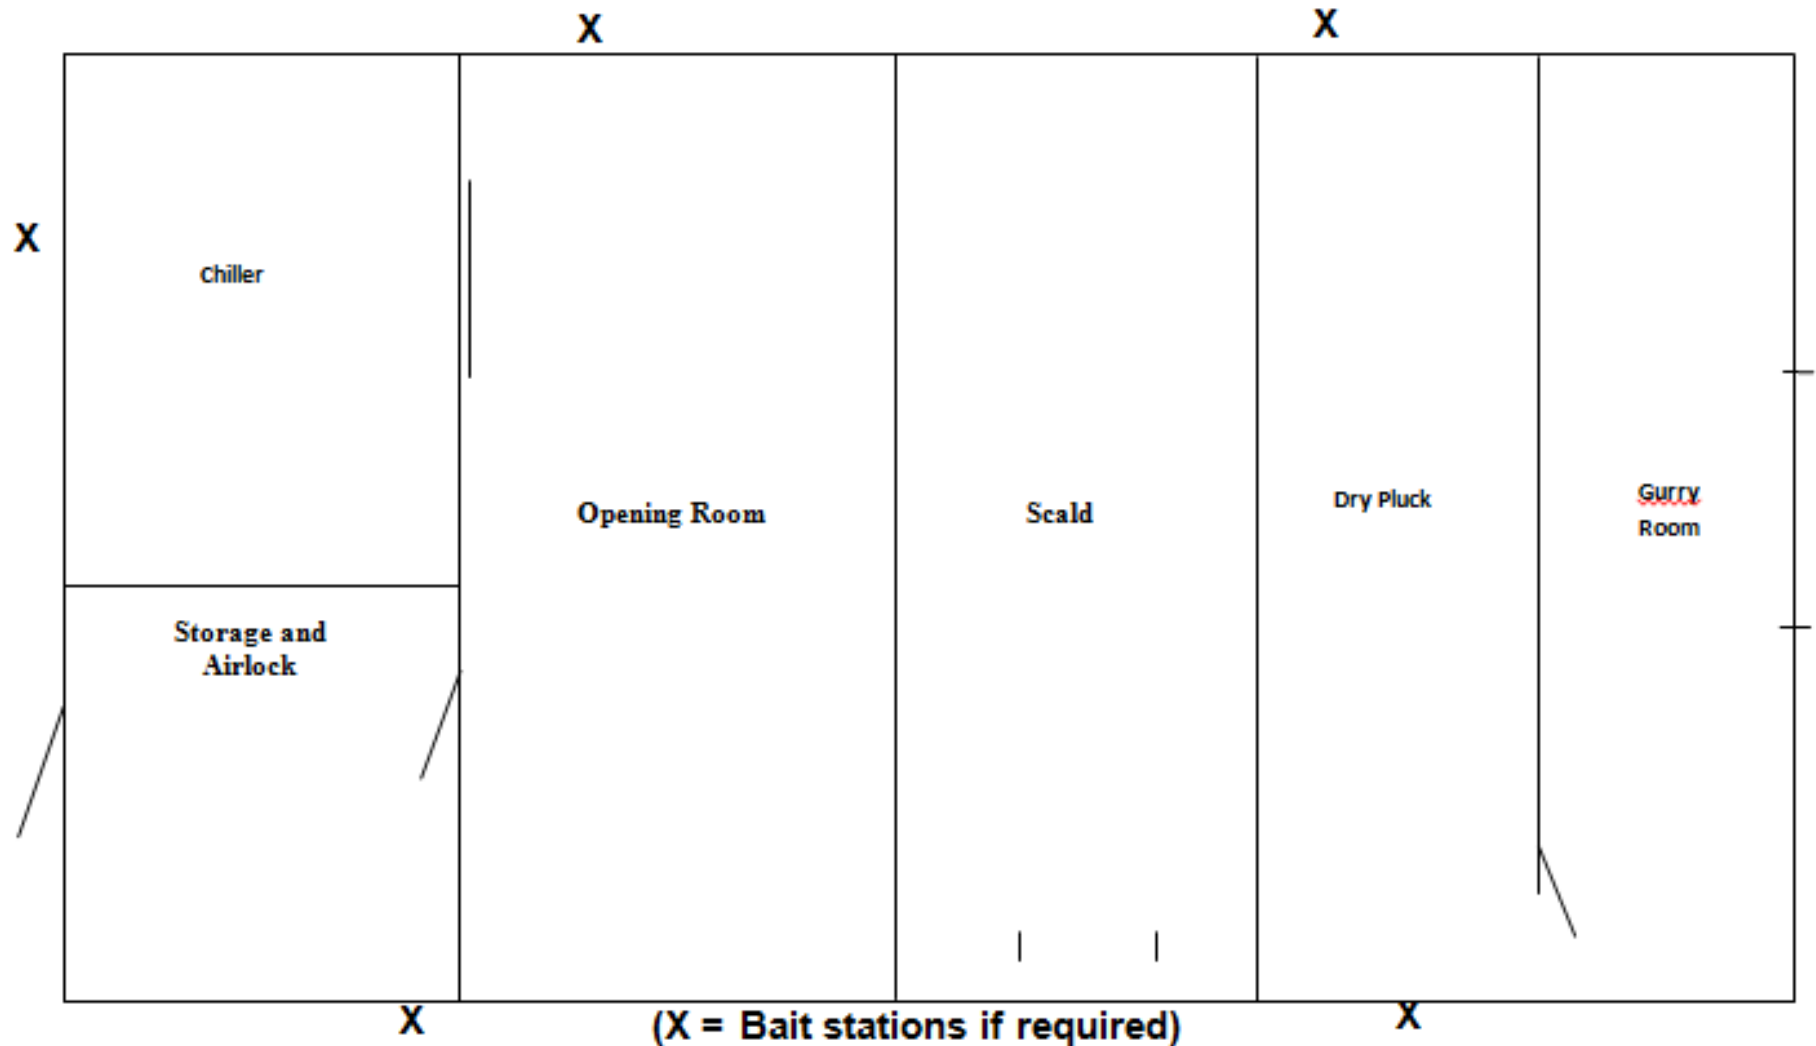 X
X
X
Chiller
Opening Room
Scald
Dry Pluck
Gurry
Room
Storage and
Airlock
X
(X = Bait stations if required)
X